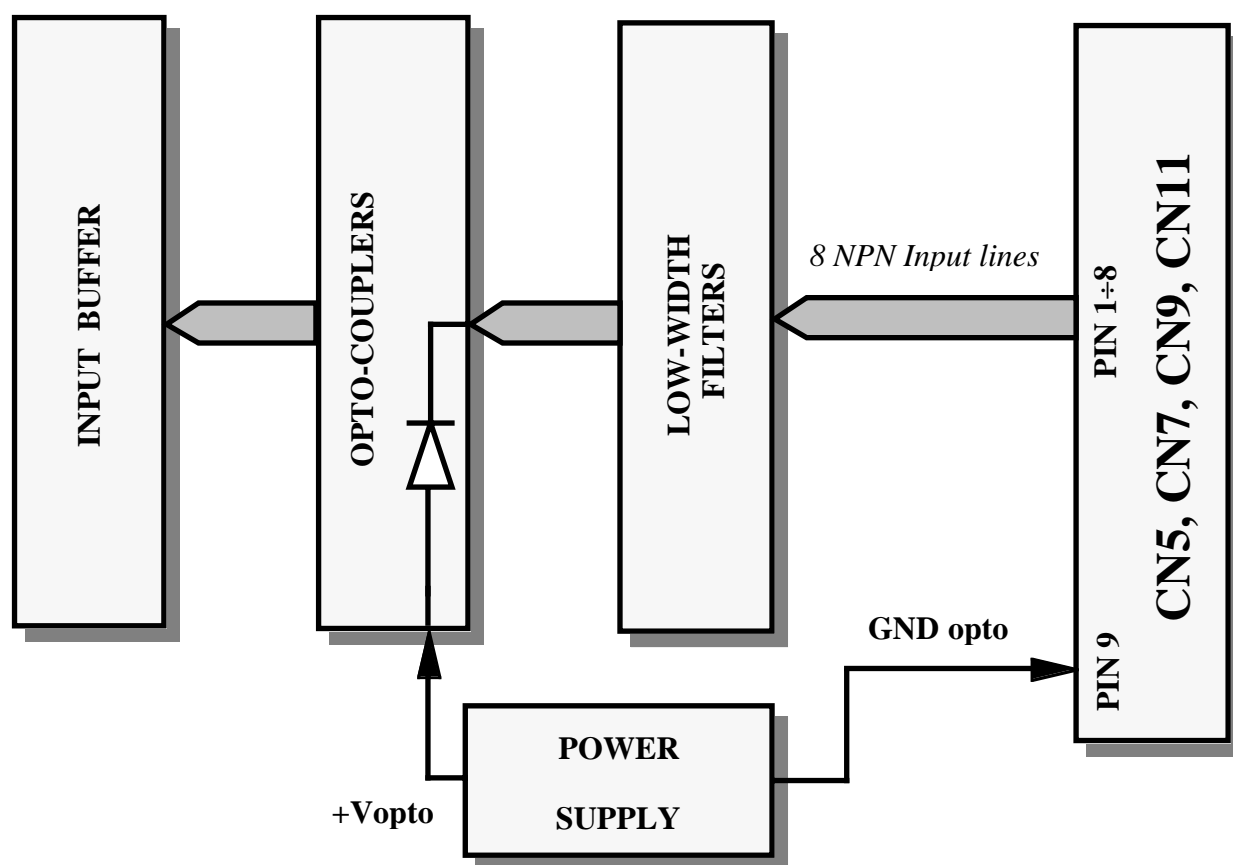 INPUT BUFFER
OPTO-COUPLERS
LOW-WIDTH
FILTERS
8 NPN Input lines
PIN 1÷8
CN5, CN7, CN9, CN11
PIN 9
GND opto
+Vopto
POWER
SUPPLY